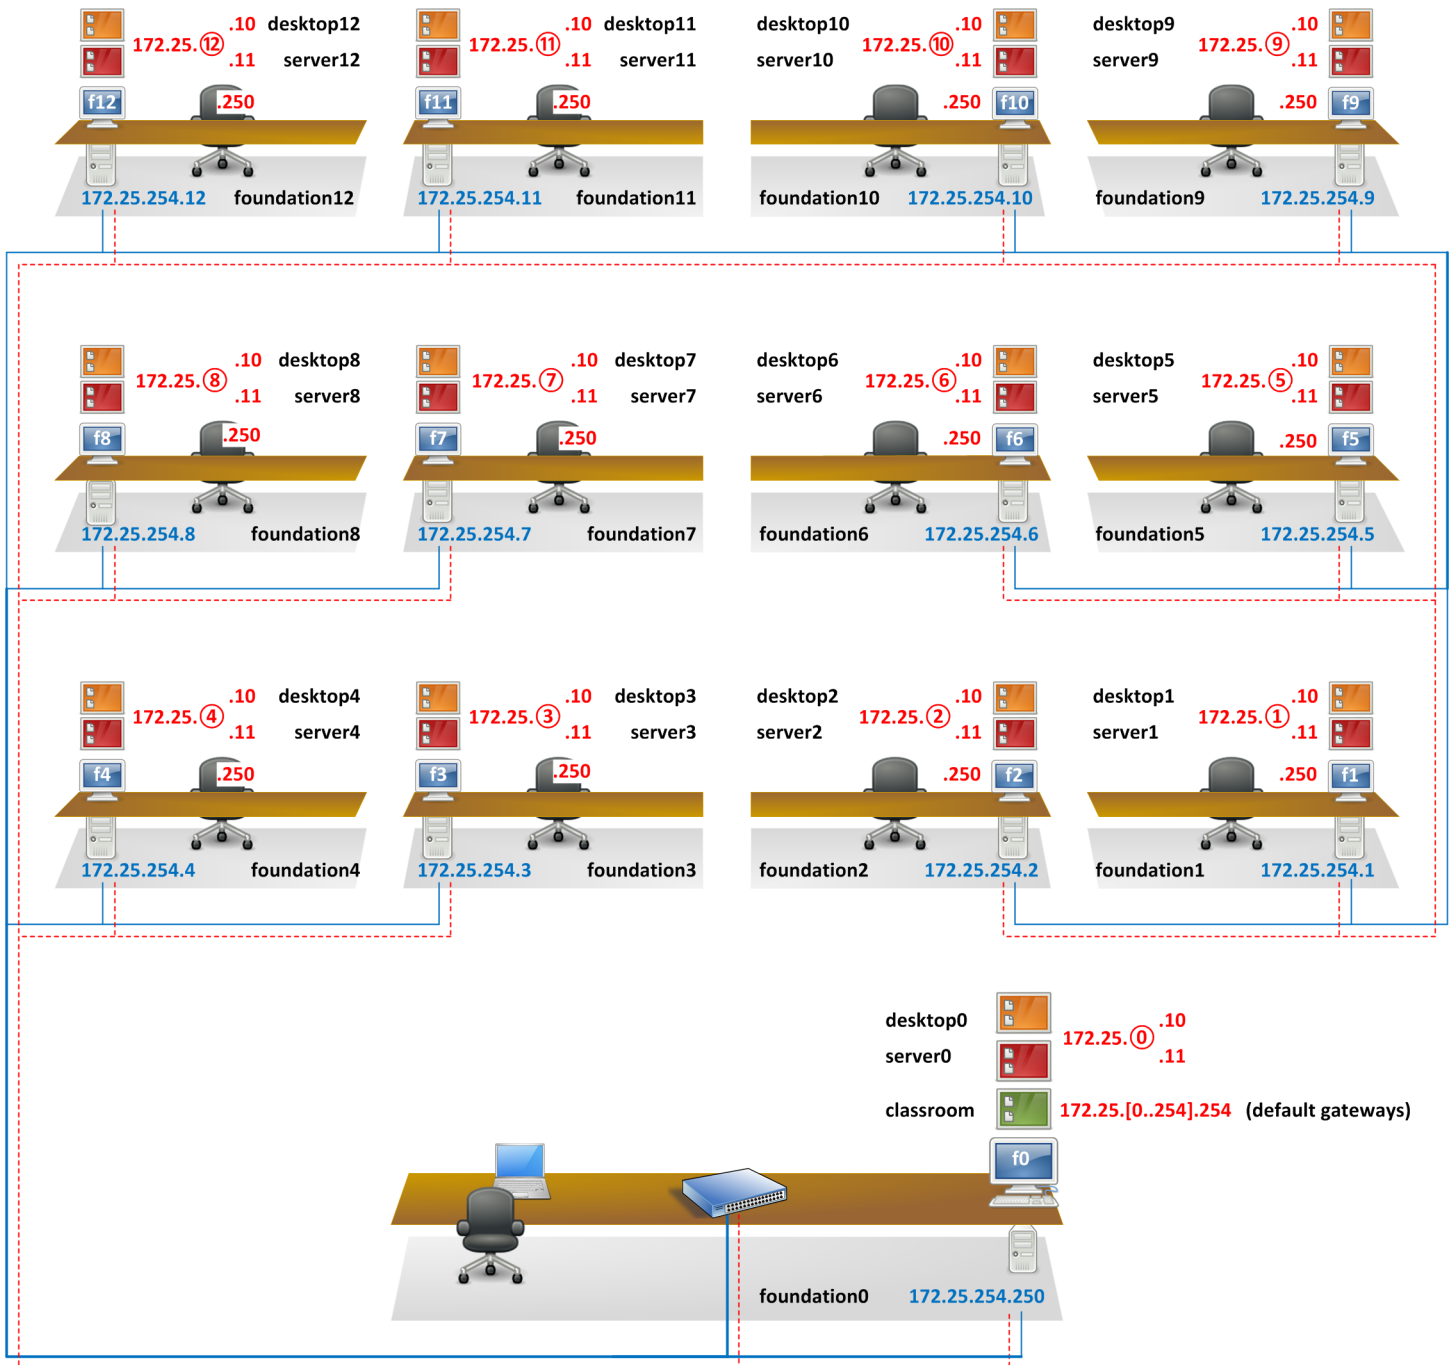 .10 desktop12
172.25.⑫
.11 server12
f12 .250
172.25.254.12 foundation12
.10 desktop11
172.25.⑪
.11 server11
f11 .250
172.25.254.11 foundation11
desktop10 .10
172.25.⑩
server10 .11
.250 f10
foundation10 172.25.254.10
desktop9 .10
172.25.⑨
server9 .11
.250 f9
foundation9 172.25.254.9
.10 desktop8
172.25.⑧
.11 server8
f8 .250
172.25.254.8 foundation8
.10 desktop7
172.25.⑦
.11 server7
f7 .250
172.25.254.7 foundation7
desktop6 .10
172.25.⑥
server6 .11
.250 f6
foundation6 172.25.254.6
desktop5 .10
172.25.⑤
server5 .11
.250 f5
foundation5 172.25.254.5
.10 desktop4
172.25.④
.11 server4
f4 .250
172.25.254.4 foundation4
.10 desktop3
172.25.③
.11 server3
f3 .250
172.25.254.3 foundation3
desktop2 .10
172.25.②
server2 .11
.250 f2
foundation2 172.25.254.2
desktop1 .10
172.25.①
server1 .11
.250 f1
foundation1 172.25.254.1
desktop0 .10
172.25.⓪
server0 .11
classroom 172.25.[0..254].254 (default gateways)
f0
foundation0 172.25.254.250